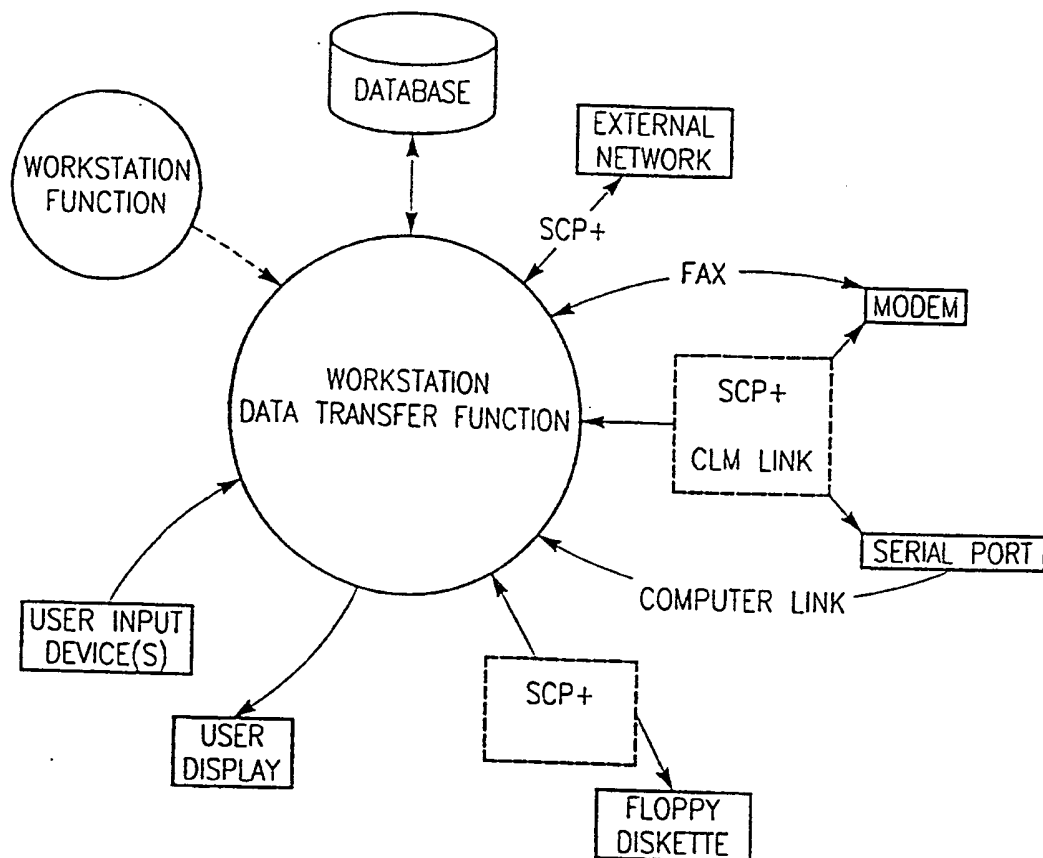 DATABASE
EXTERNAL
NETWORK
WORKSTATION
FUNCTION
SCP+
FAX
MODEM
WORKSTATION
DATA TRANSFER FUNCTION
SCP+
CLM LINK
SERIAL PORT
COMPUTER LINK
USER INPUT
DEVICE(S)
SCP+
USER
DISPLAY
FLOPPY
DISKETTE